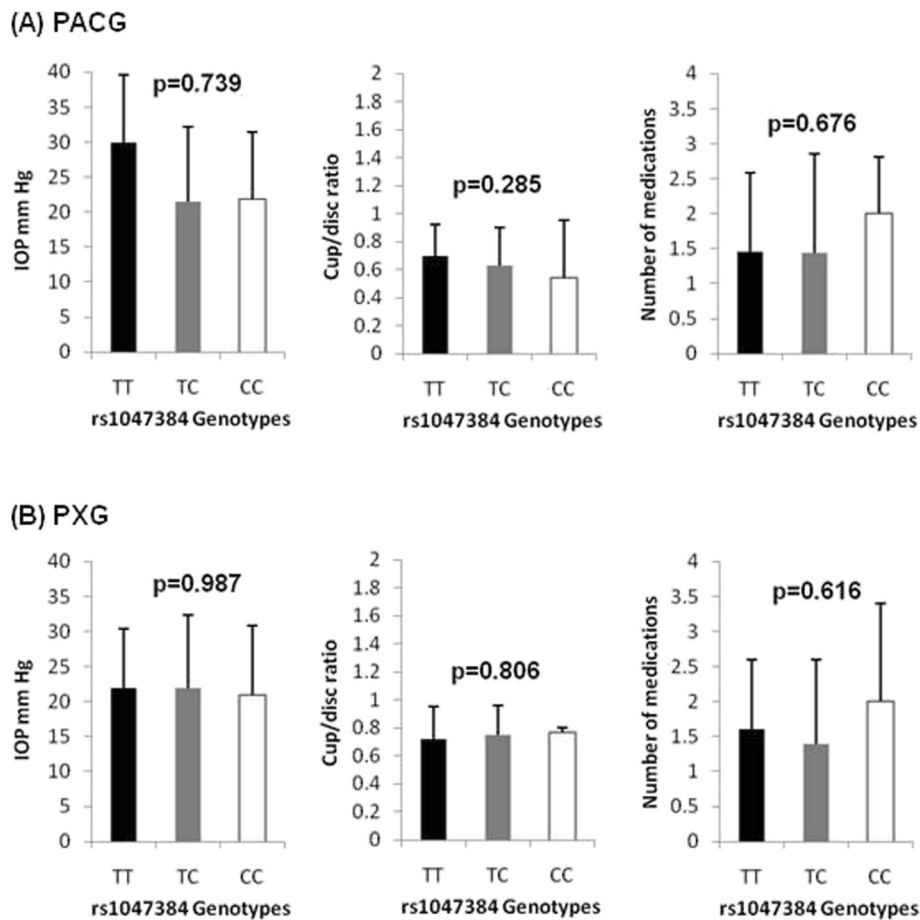 (A) PACG
IOP mm Hg
40
35
30
25
20
15
10
5
0
p=0.739
TT TC CC
rs1047384 Genotypes
Cup/disc ratio
2
1.8
1.6
1.4
1.2
1
0.8
0.6
0.4
0.2
0
p=0.285
TT TC CC
rs1047384 Genotypes
Number of medications
4
3.5
3
2.5
2
1.5
1
0.5
0
p=0.676
TT TC CC
rs1047384 Genotypes
(B) PXG
IOP mm Hg
40
35
30
25
20
15
10
5
0
p=0.987
TT TC CC
rs1047384 Genotypes
Cup/disc ratio
2
1.8
1.6
1.4
1.2
1
0.8
0.6
0.4
0.2
0
p=0.806
TT TC CC
rs1047384 Genotypes
Number of medications
4
3.5
3
2.5
2
1.5
1
0.5
0
p=0.616
TT TC CC
rs1047384 Genotypes